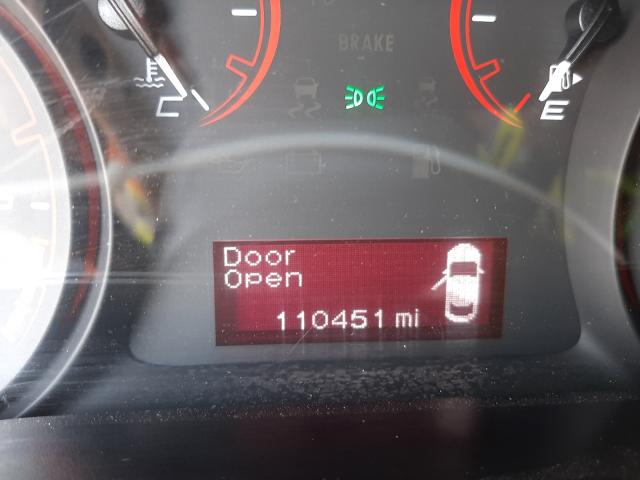 BRAKE
C
E
Door
Open
110451 mi